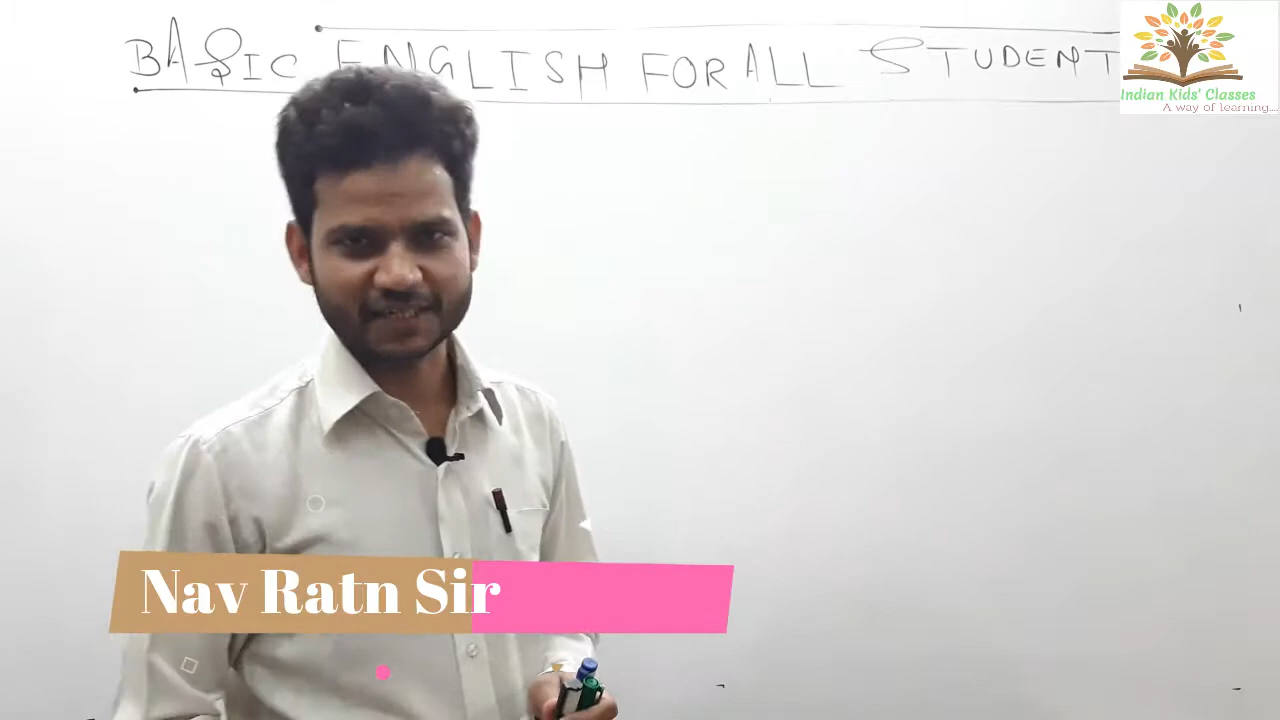 BASIC ENGLISH FOR ALL STUDENT
Indian Kids' Classes
A way of learning....
Nav Ratn Sir